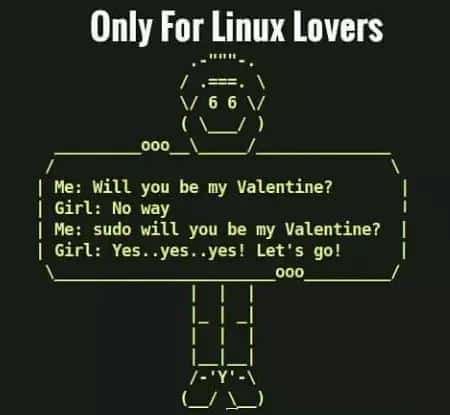 Only For Linux Lovers
Me: Will you be my Valentine?
Girl: No way
Me: sudo will you be my Valentine?
Girl: Yes..yes..yes! Let's go!